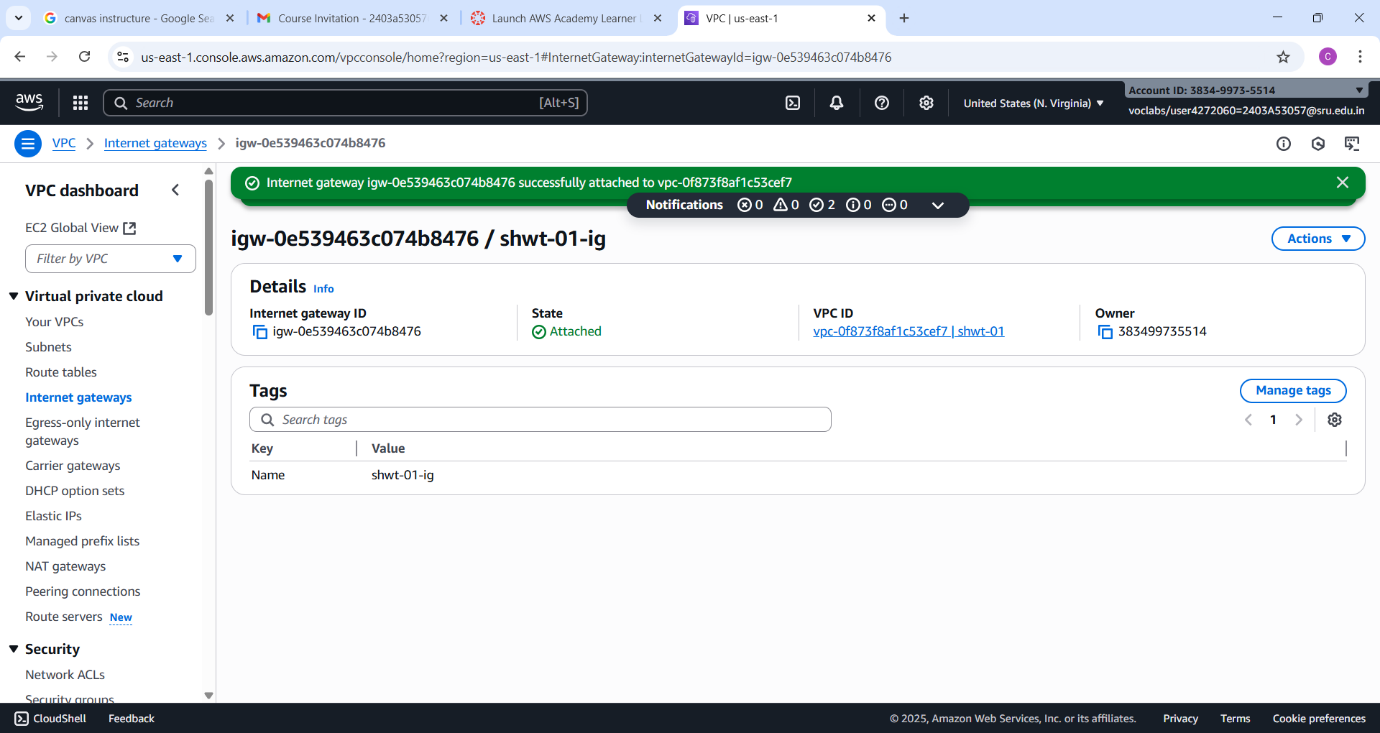 canvas instructure - Google Sea
Course Invitation - 2403a53057
Launch AWS Academy Learner
VPC | us-east-1
us-east-1.console.aws.amazon.com/vpcconsole/home?region=us-east-1#InternetGateway:internetGatewayId=igw-0e539463c074b8476
C
aws
Search
[Alt+S]
United States (N. Virginia)
Account ID: 3834-9973-5514
voclabs/user4272060=2403A53057@sru.edu.in
VPC
Internet gateways
igw-0e539463c074b8476
VPC dashboard
EC2 Global View
Filter by VPC
Virtual private cloud
Your VPCs
Subnets
Route tables
Internet gateways
Egress-only internet
gateways
Carrier gateways
DHCP option sets
Elastic IPs
Managed prefix lists
NAT gateways
Peering connections
Route servers New
Security
Network ACLs
Security groups
Internet gateway igw-0e539463c074b8476 successfully attached to vpc-0f873f8af1c53cef7
Notifications 0 0 2 0 0
igw-0e539463c074b8476 / shwt-01-ig
Actions
Details Info
Internet gateway ID
igw-0e539463c074b8476
State
Attached
VPC ID
vpc-0f873f8af1c53cef7 | shwt-01
Owner
383499735514
Tags
Manage tags
Search tags
1
Key
Value
Name
shwt-01-ig
CloudShell
Feedback
© 2025, Amazon Web Services, Inc. or its affiliates.
Privacy
Terms
Cookie preferences